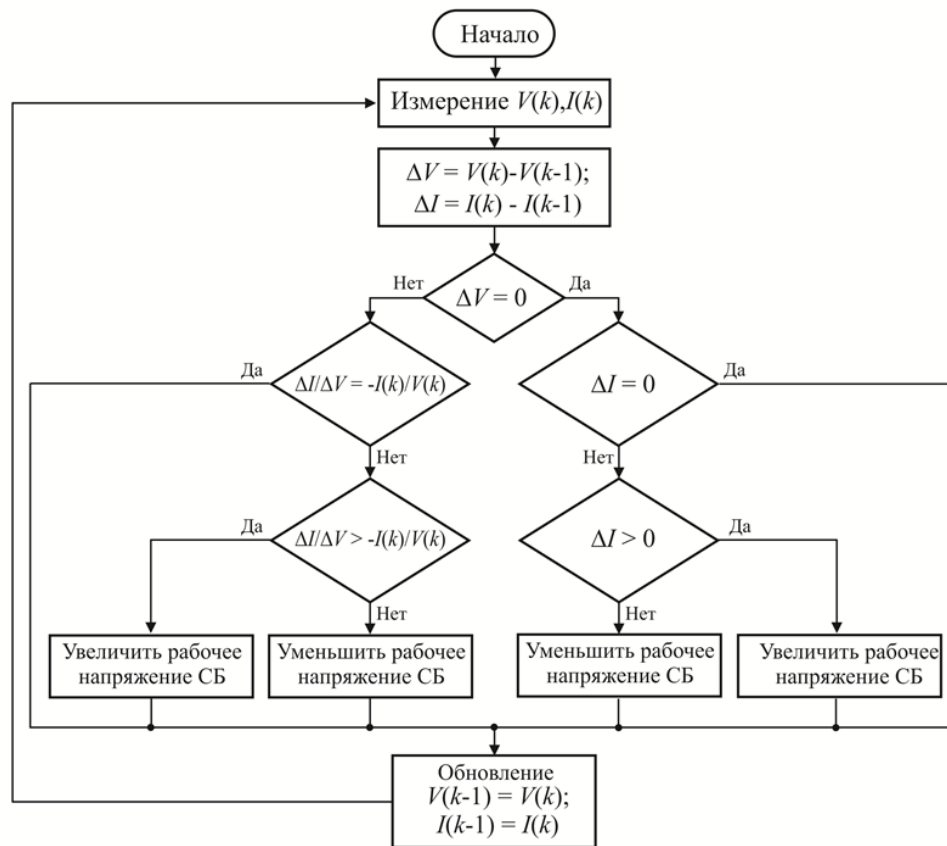 Начало
Измерение V(k),I(k)
ΔV = V(k)-V(k-1);
ΔI = I(k) - I(k-1)
Нет
Да
ΔV = 0
Да
ΔI/ΔV = -I(k)/V(k)
ΔI = 0
Да
Нет
Нет
Да
ΔI/ΔV > -I(k)/V(k)
ΔI > 0
Да
Нет
Нет
Увеличить рабочее
напряжение СБ
Уменьшить рабочее
напряжение СБ
Уменьшить рабочее
напряжение СБ
Увеличить рабочее
напряжение СБ
Обновление
V(k-1) = V(k);
I(k-1) = I(k)